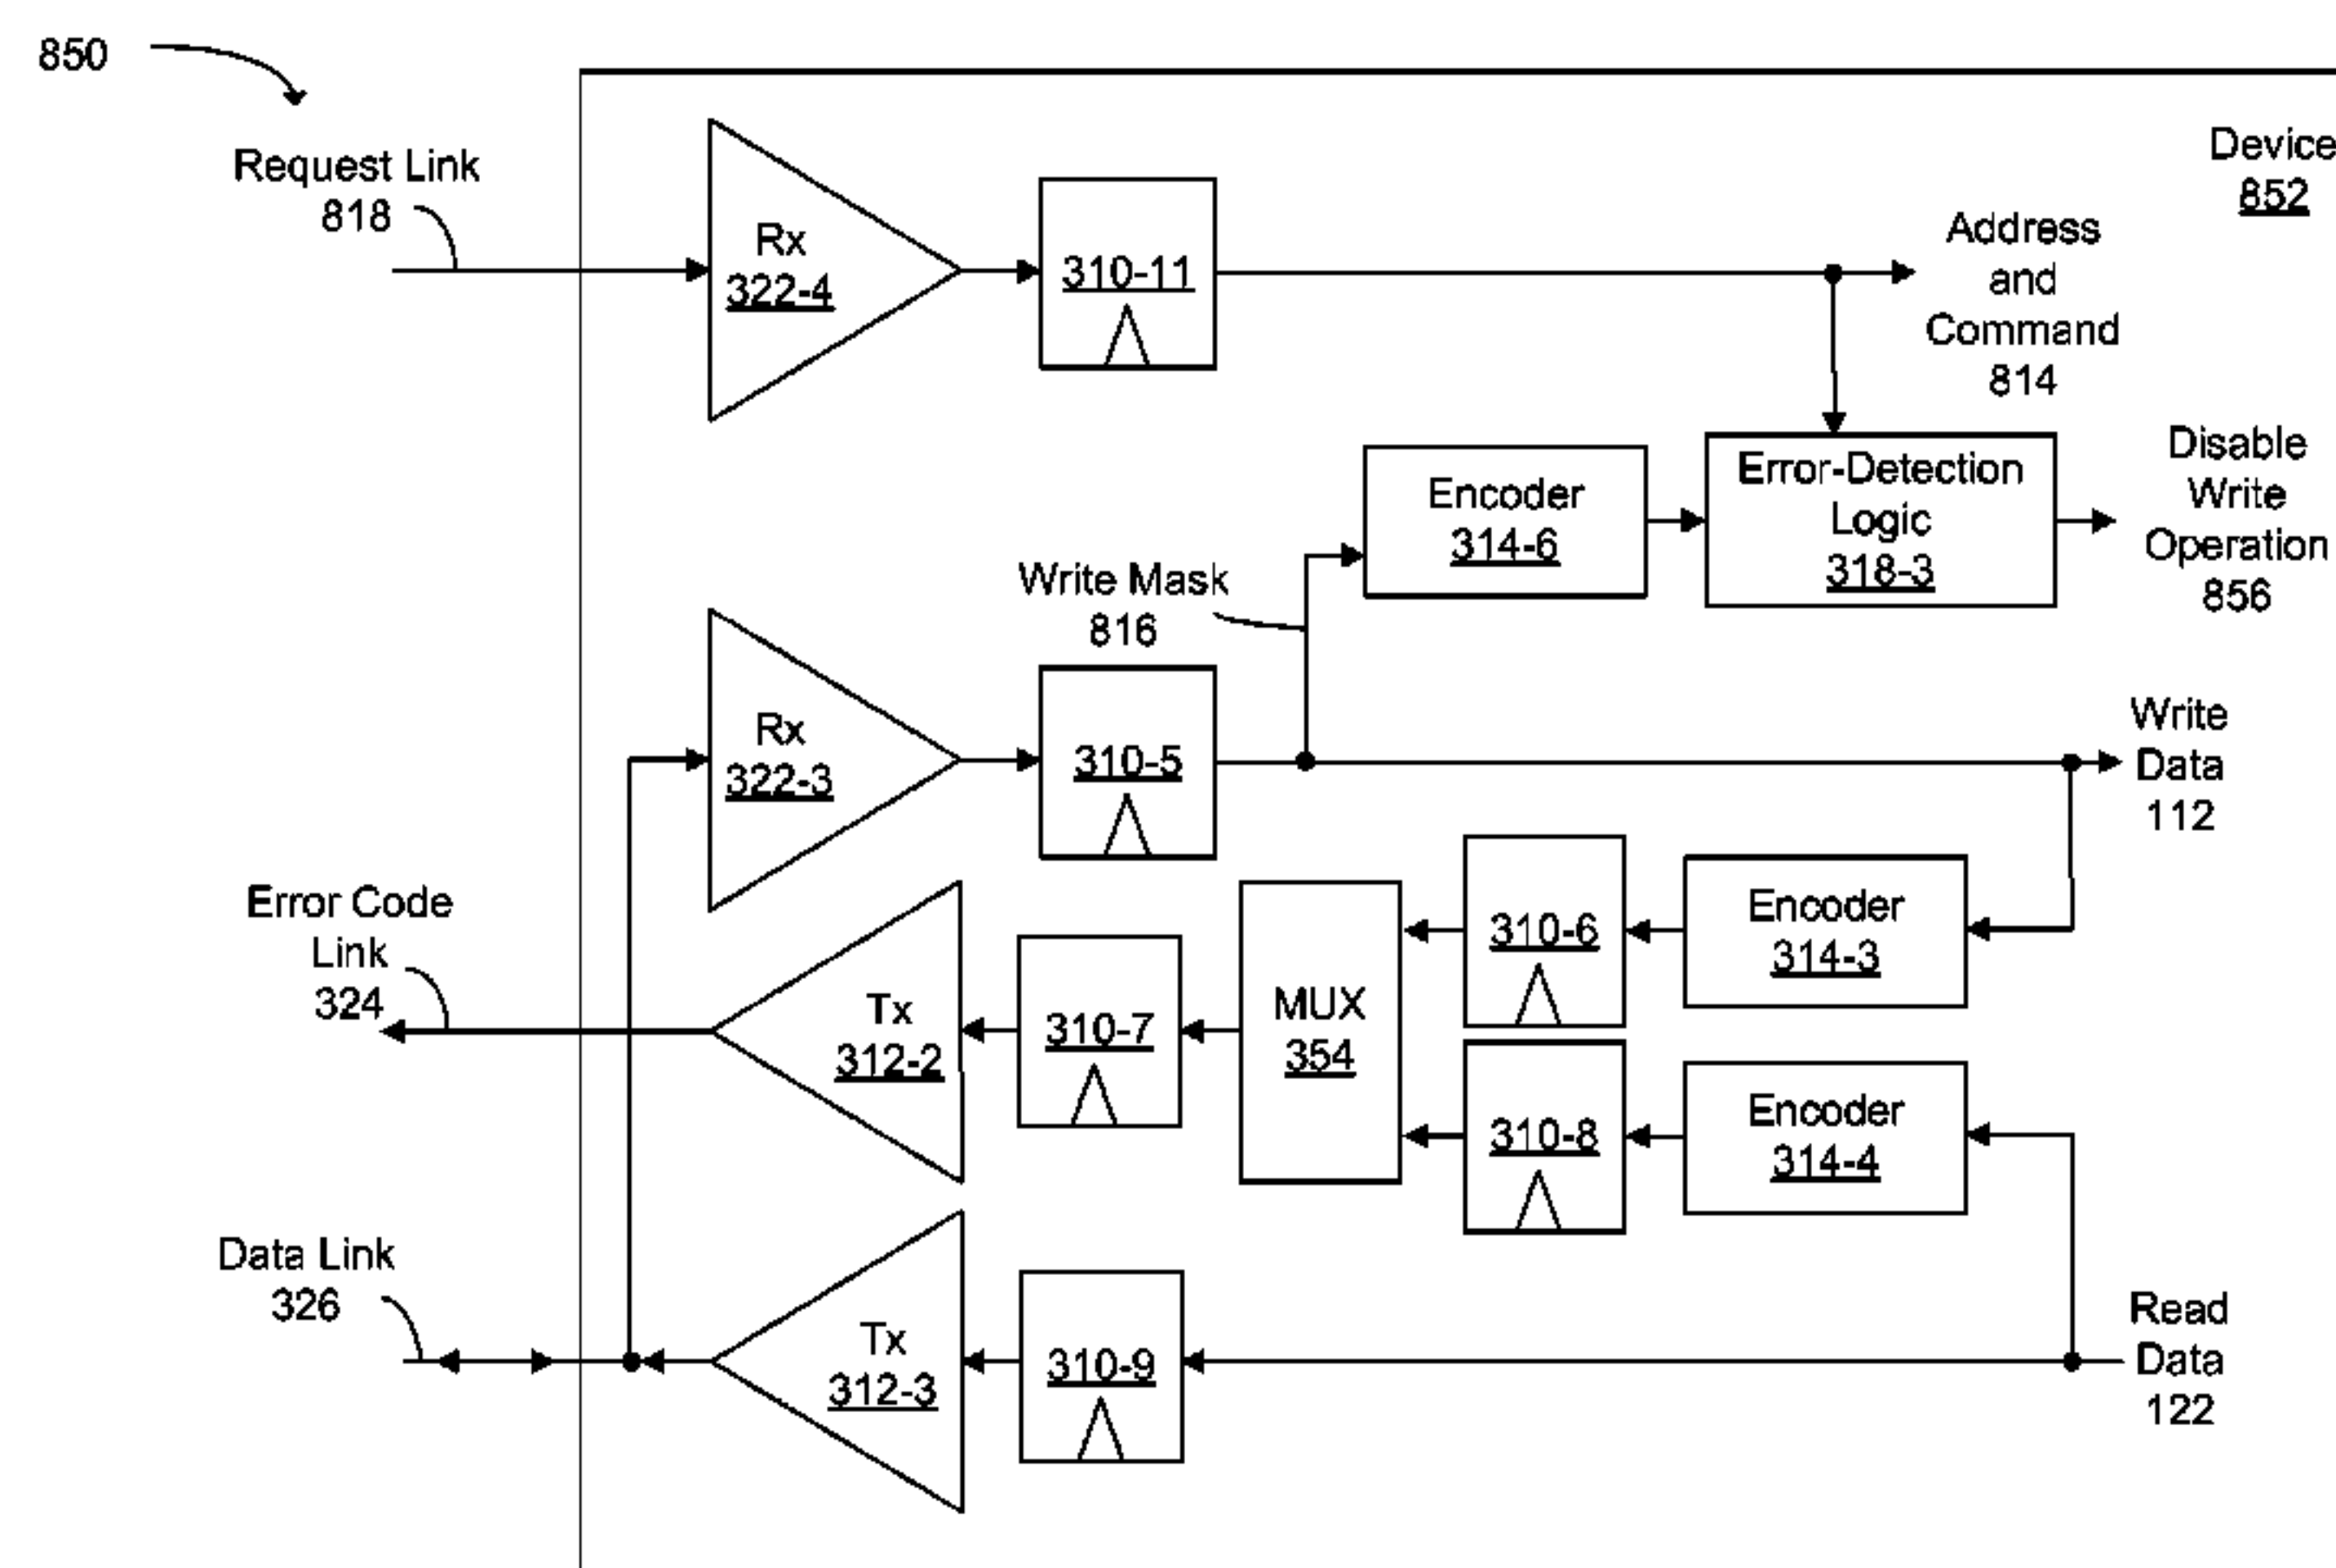 850
Request Link
818
Rx
322-4
310-11
Device
852
Address
and
Command
814
Encoder
314-6
Error-Detection
Logic
318-3
Disable
Write
Operation
856
Write Mask
816
Rx
322-3
310-5
Write
Data
112
Error Code
Link
324
Tx
312-2
310-7
MUX
354
310-6
Encoder
314-3
310-8
Encoder
314-4
Data Link
326
Tx
312-3
310-9
Read
Data
122